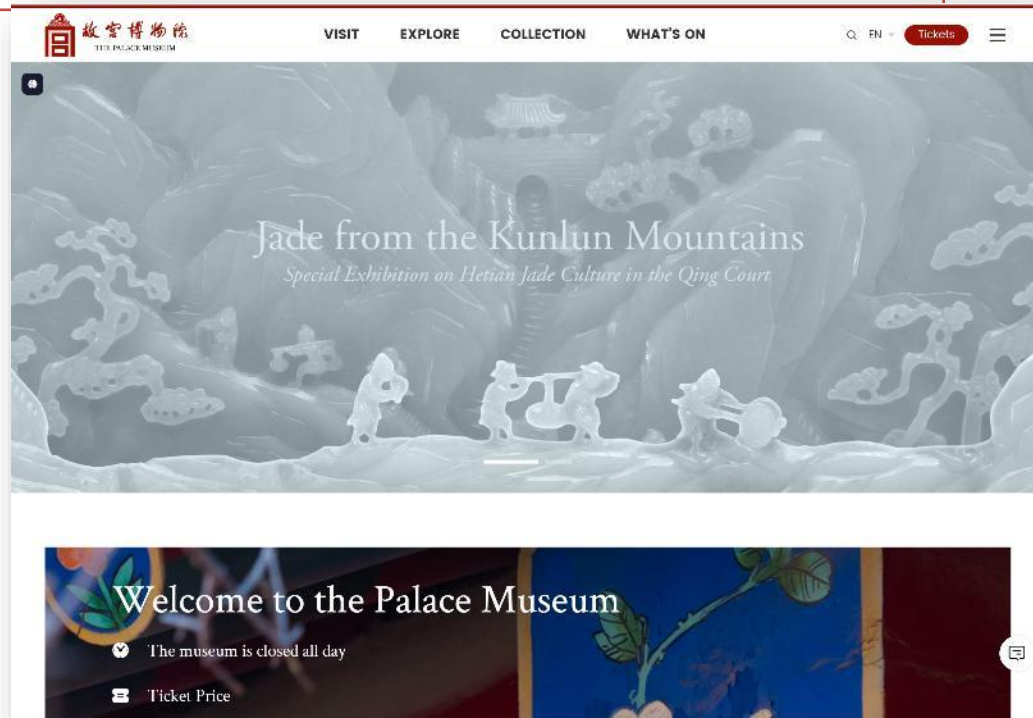 故宫博物院
THE PALACE MUSEUM
VISIT
EXPLORE
COLLECTION
WHAT'S ON
EN
Tickets
Jade from the Kunlun Mountains
Special Exhibition on Hetian Jade Culture in the Qing Court
Welcome to the Palace Museum
The museum is closed all day
Ticket Price